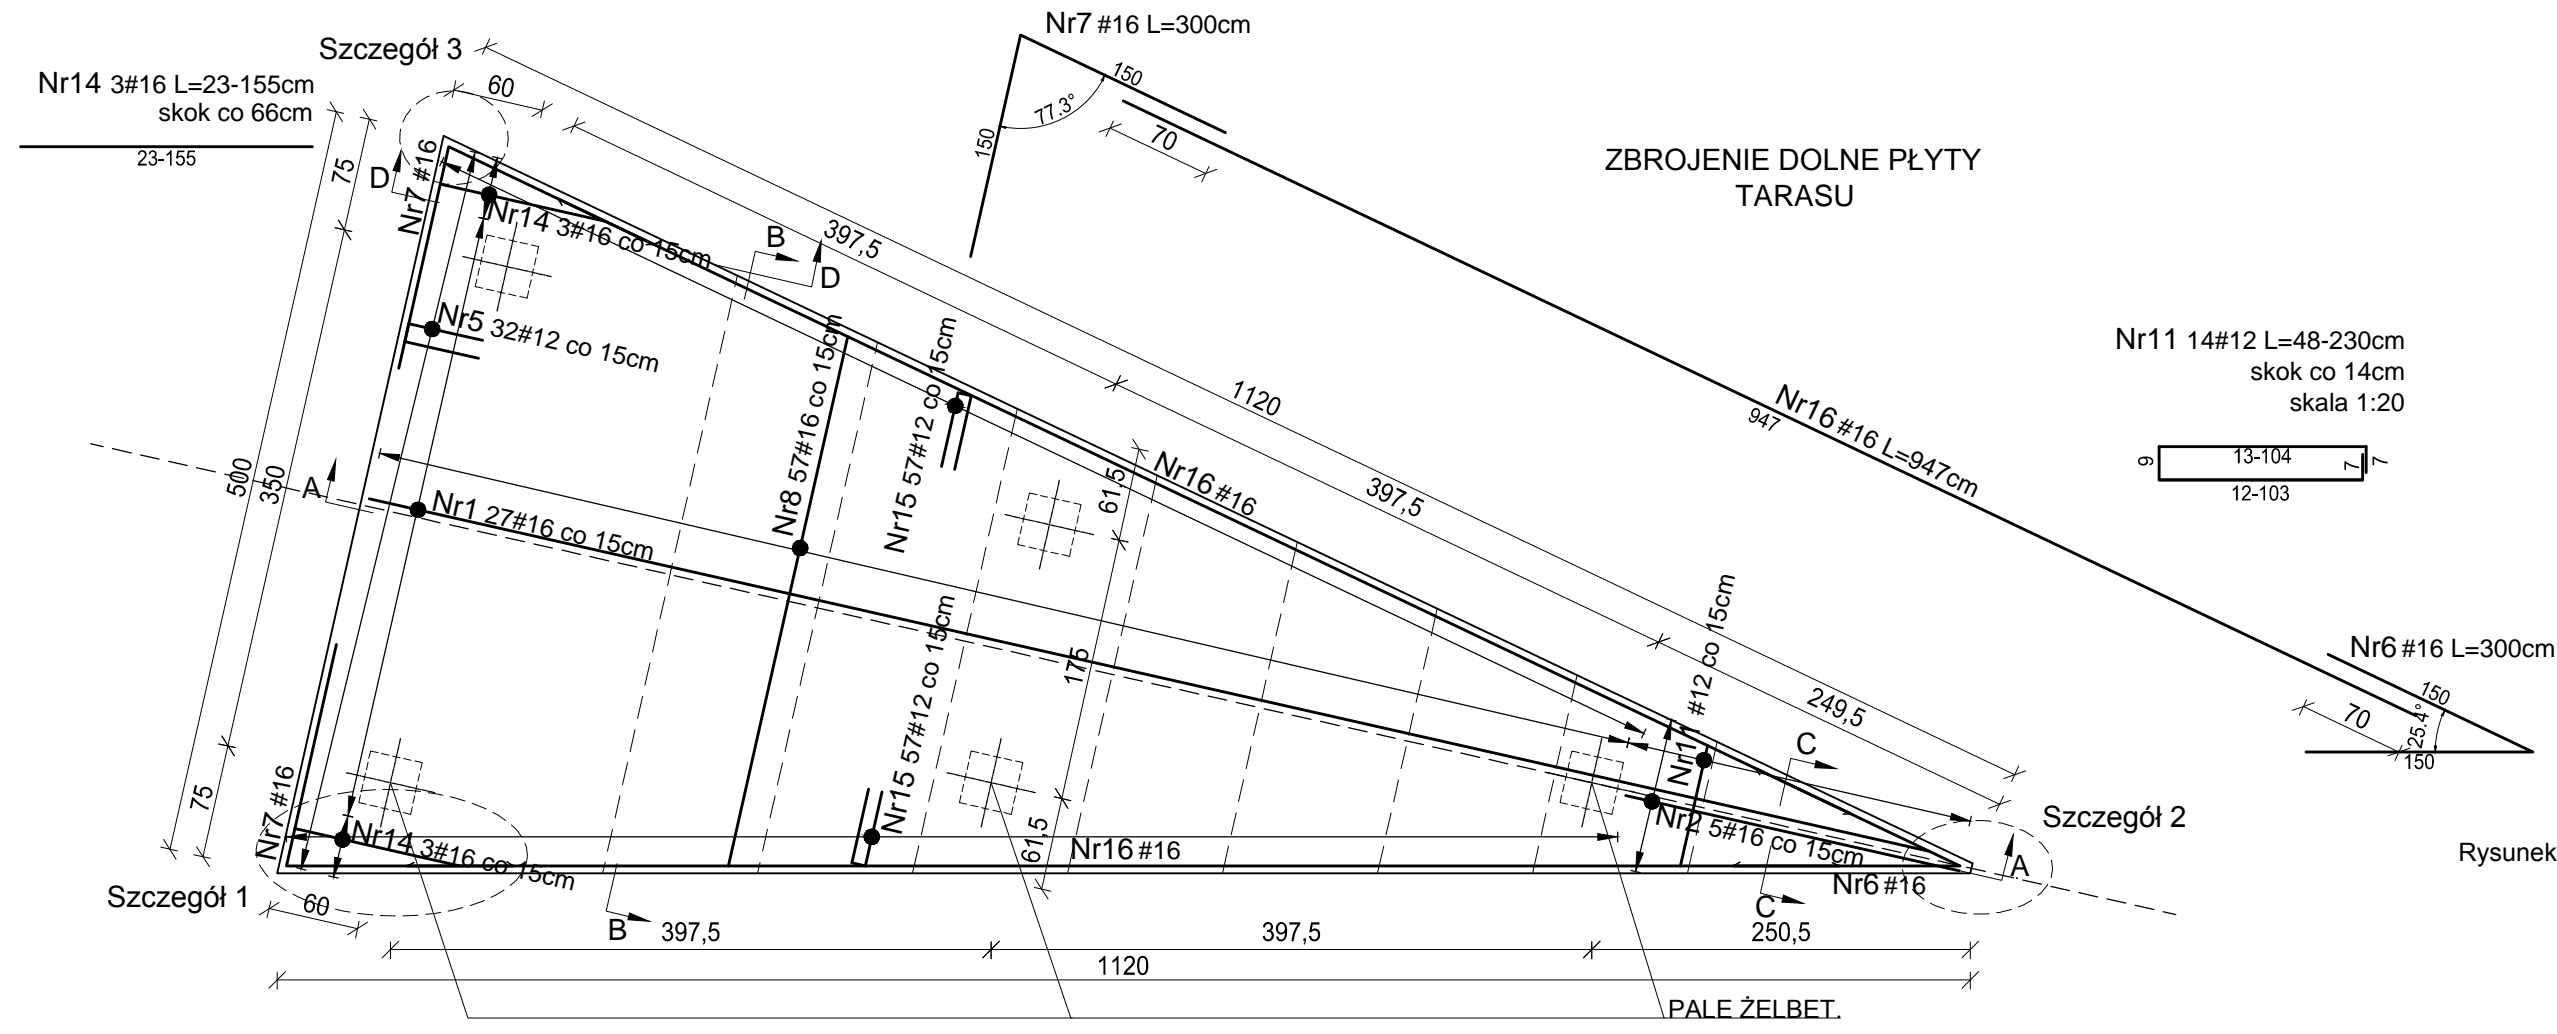 Szczegół 3
Nr14 3#16 L=23-155cm
skok co 66cm
23-155
60
75
D
Nr7 #16
Nr14 3#16 co 15cm
B
D
397,5
Nr7 #16 L=300cm
150
77.3°
150
70
ZBROJENIE DOLNE PŁYTY
TARASU
Nr5 32#12 co 15cm
500
350
A
Nr1 27#16 co 15cm
Nr8 57#16 co 15cm
Nr15 57#12 co 15cm
1120
397,5
61,5
Nr16 #16
Nr16 #16 L=947cm
947
Nr11 14#12 L=48-230cm
skok co 14cm
skala 1:20
9
13-104
7
7
12-103
Nr6 #16 L=300cm
150
70
25.4°
150
175
Nr15 57#12 co 15cm
Nr11 #12 co 15cm
249,5
C
75
Nr7 #16
Nr14 3#16 co 15cm
61,5
Nr16 #16
Nr2 5#16 co 15cm
Nr6 #16
A
Szczegół 2
Rysunek
Szczegół 1
60
B
C
397,5
397,5
250,5
1120
PALE ŻELBET.